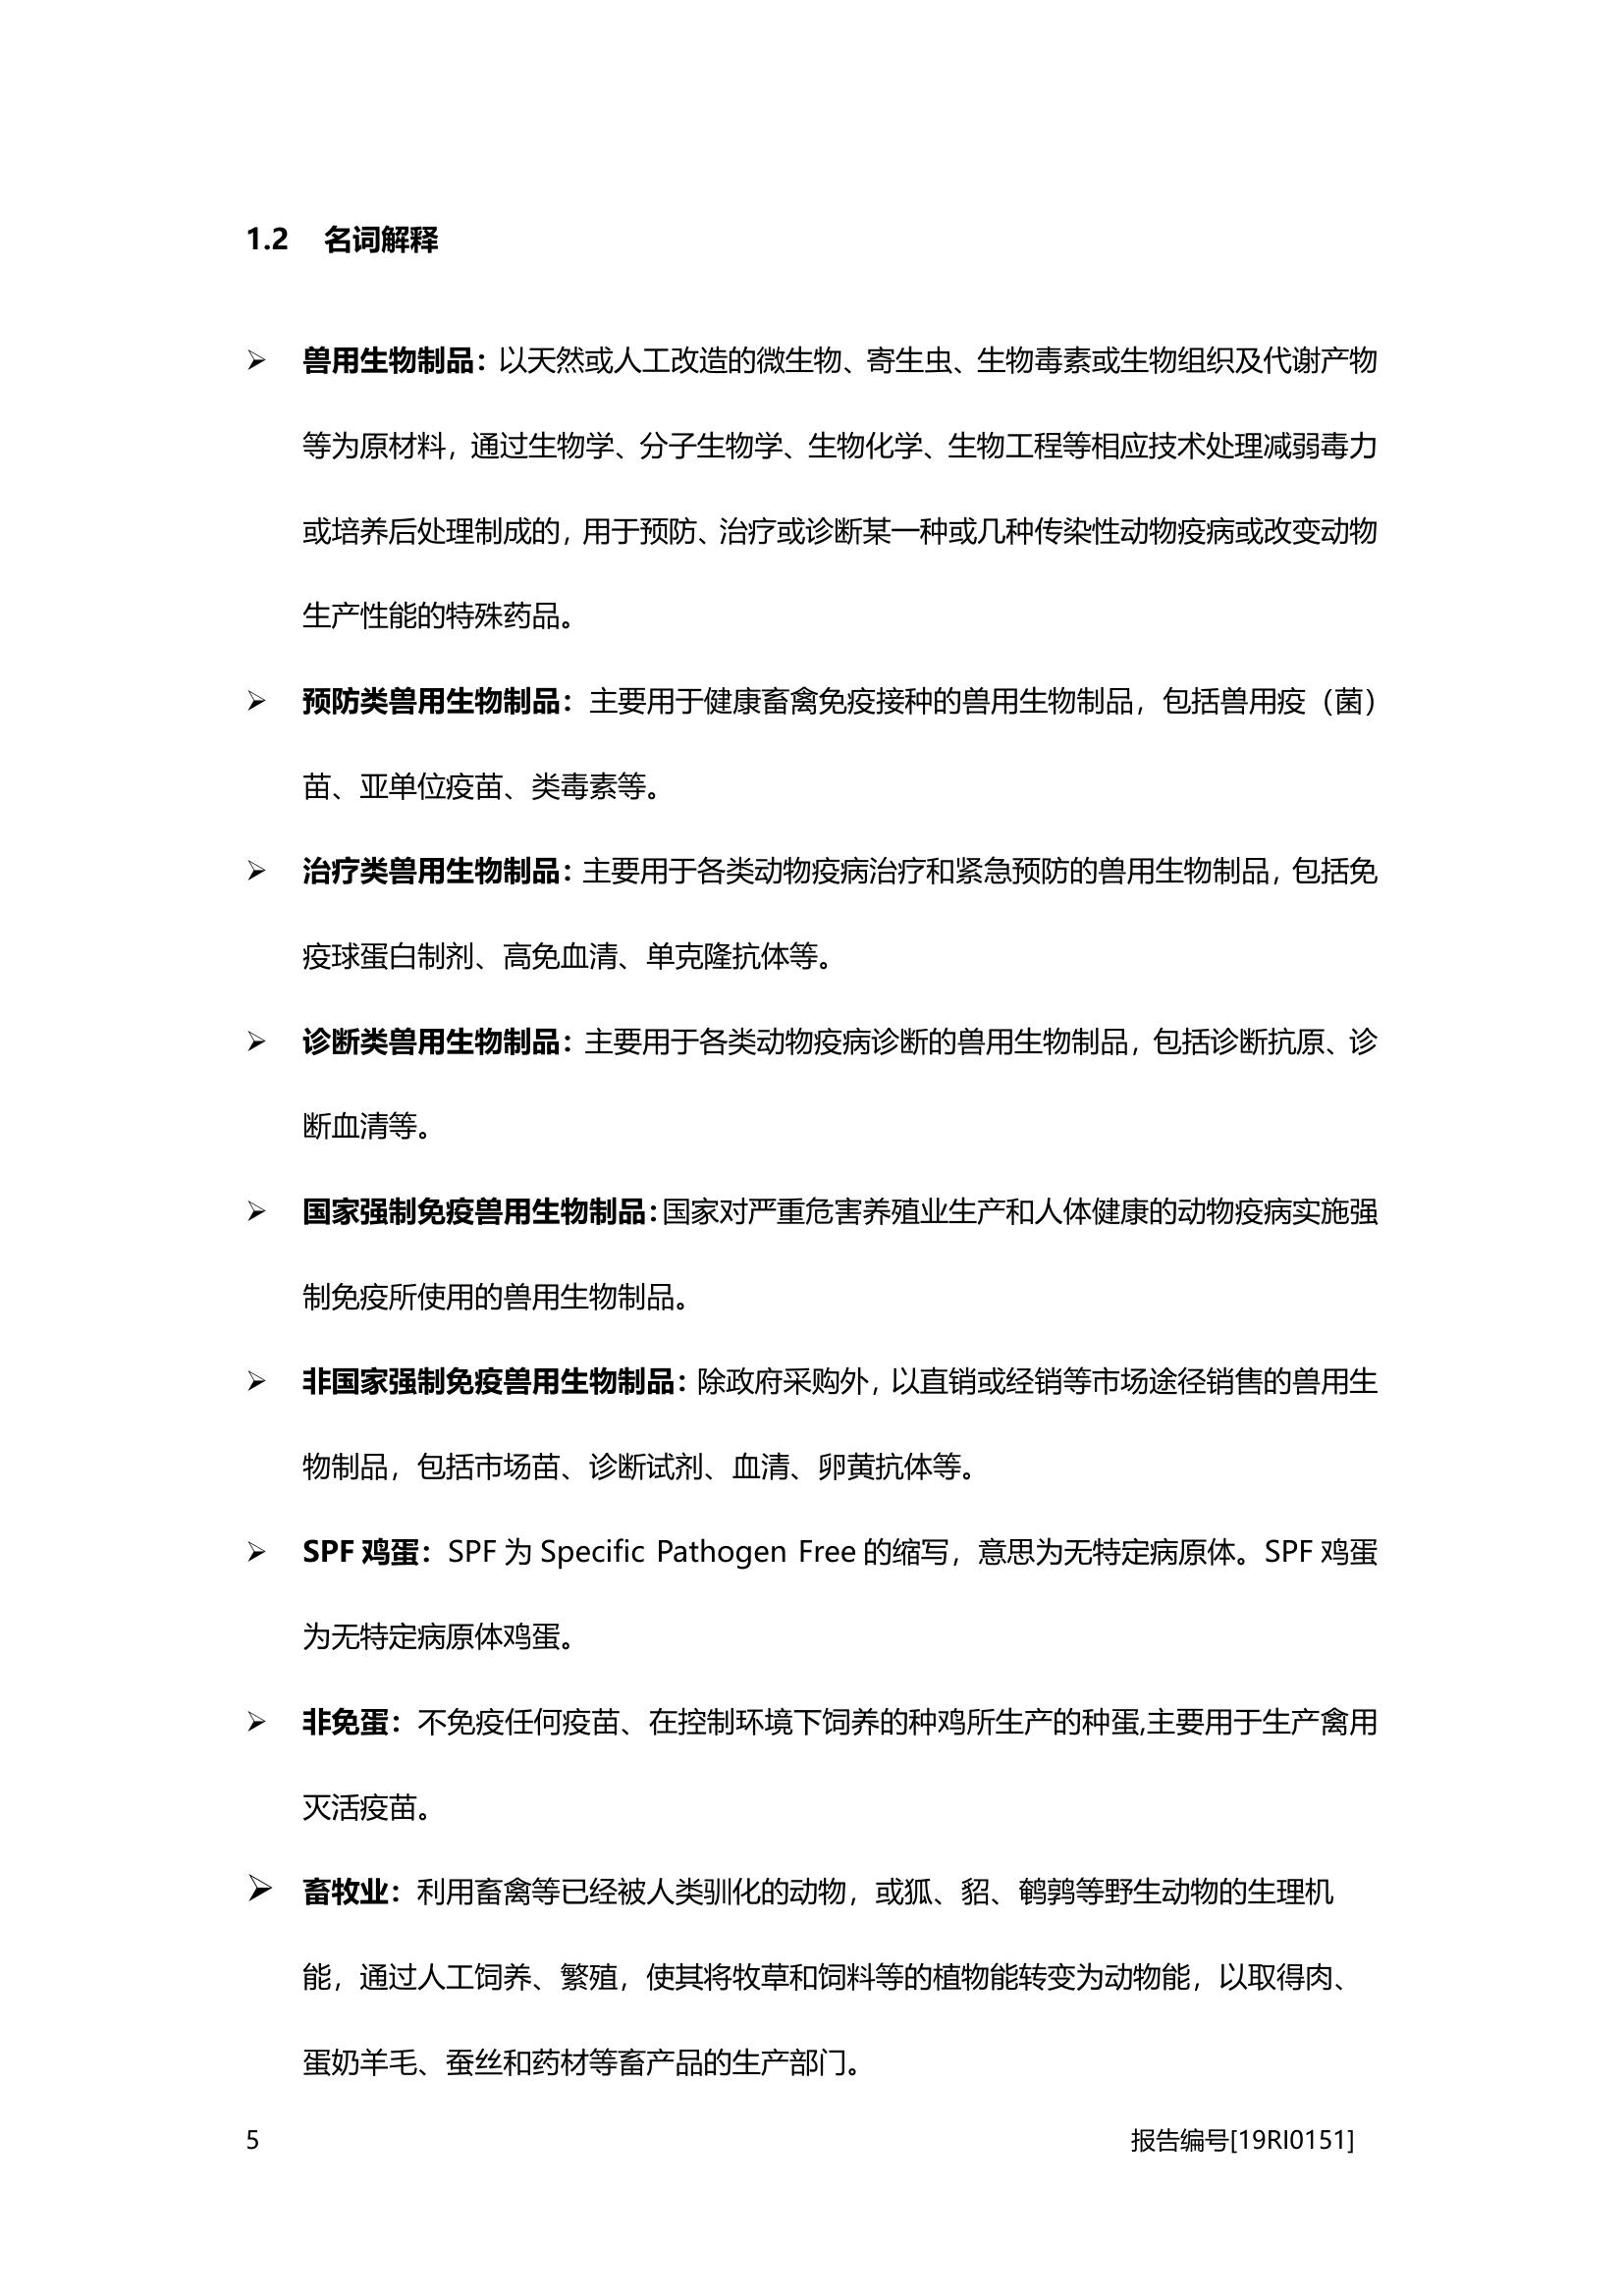 1.2 名词解释
➢ 兽用生物制品：以天然或人工改造的微生物、寄生虫、生物毒素或生物组织及代谢产物
等为原材料，通过生物学、分子生物学、生物化学、生物工程等相应技术处理减弱毒力
或培养后处理制成的，用于预防、治疗或诊断某一种或几种传染性动物疫病或改变动物
生产性能的特殊药品。
➢ 预防类兽用生物制品：主要用于健康畜禽免疫接种的兽用生物制品，包括兽用疫（菌）
苗、亚单位疫苗、类毒素等。
➢ 治疗类兽用生物制品：主要用于各类动物疫病治疗和紧急预防的兽用生物制品，包括免
疫球蛋白制剂、高免血清、单克隆抗体等。
➢ 诊断类兽用生物制品：主要用于各类动物疫病诊断的兽用生物制品，包括诊断抗原、诊
断血清等。
➢ 国家强制免疫兽用生物制品：国家对严重危害养殖业生产和人体健康的动物疫病实施强
制免疫所使用的兽用生物制品。
➢ 非国家强制免疫兽用生物制品：除政府采购外，以直销或经销等市场途径销售的兽用生
物制品，包括市场苗、诊断试剂、血清、卵黄抗体等。
➢ SPF 鸡蛋：SPF 为 Specific Pathogen Free 的缩写，意思为无特定病原体。SPF 鸡蛋
为无特定病原体鸡蛋。
➢ 非免蛋：不免疫任何疫苗、在控制环境下饲养的种鸡所生产的种蛋,主要用于生产禽用
灭活疫苗。
➢ 畜牧业：利用畜禽等已经被人类驯化的动物，或狐、貂、鹌鹑等野生动物的生理机
能，通过人工饲养、繁殖，使其将牧草和饲料等的植物能转变为动物能，以取得肉、
蛋奶羊毛、蚕丝和药材等畜产品的生产部门。
5 报告编号[19RI0151]